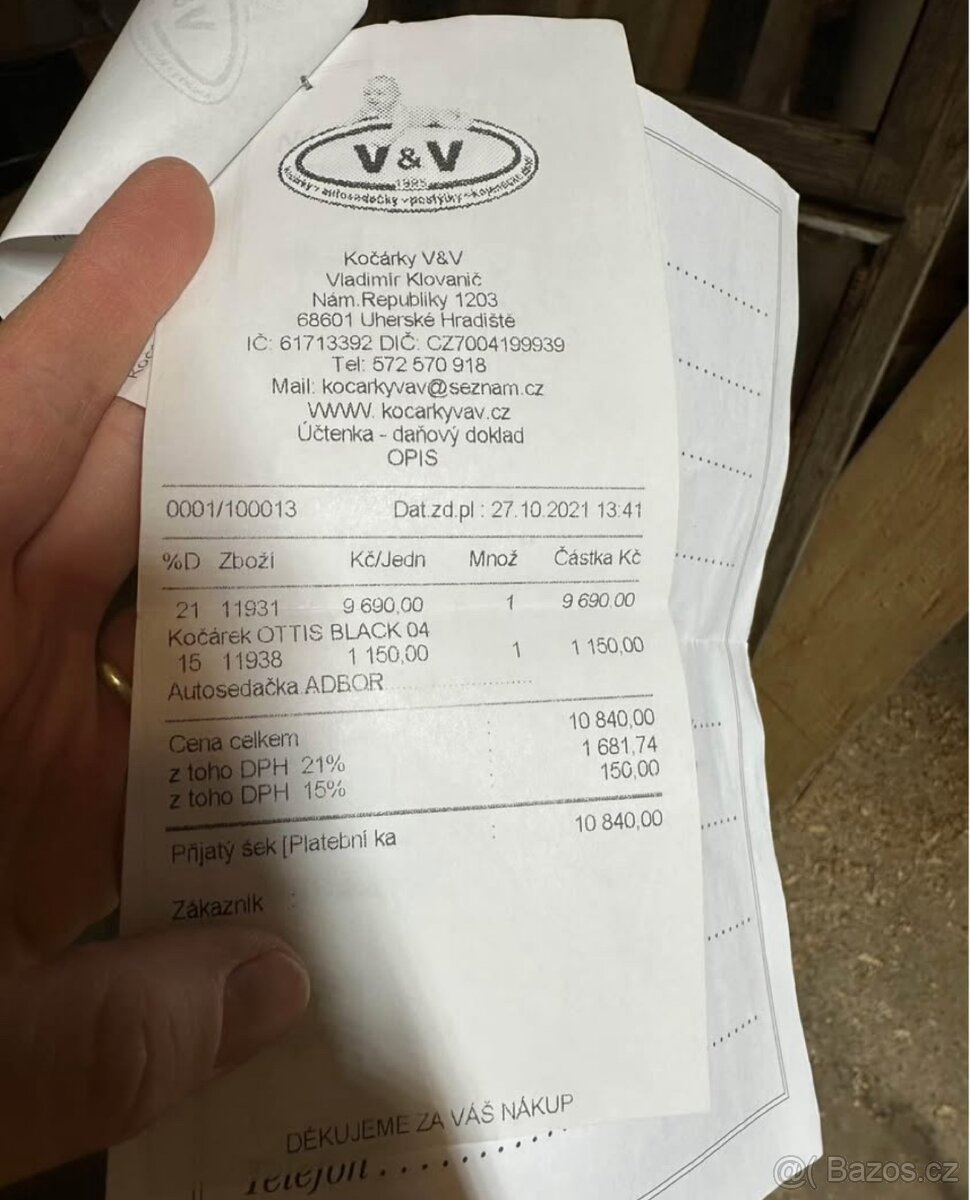 V & V
1995
Kočárky V&V
Vladimír Klovanič
Nám.Republiky 1203
68601 Uherské Hradiště
IČ: 61713392 DIČ: CZ7004199939
Tel: 572 570 918
Mail: kocarkyvav@seznam.cz
WWW. kocarkyvav.cz
Účtenka - daňový doklad
OPIS
0001/100013 Dat.zd.pl : 27.10.2021 13:41
%D Zboží Kč/Jedn Množ Částka Kč
21 11931 9 690,00 1 9 690,00
Kočárek OTTIS BLACK 04
15 11938 1 150,00 1 1 150,00
Autosedačka ADBOR
Cena celkem : 10 840,00
z toho DPH 21% : 1 681,74
z toho DPH 15% : 150,00
Přijatý šek [Platební ka : 10 840,00
Zákazník :
DĚKUJEME ZA VÁŠ NÁKUP
Telefon
Bazos.cz